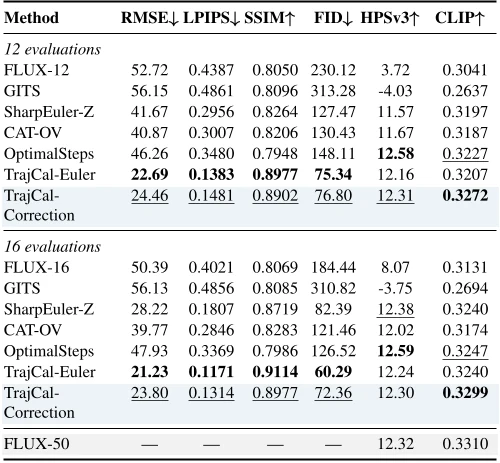 Method RMSE↓ LPIPS↓ SSIM↑ FID↓ HPSv3↑ CLIP↑
12 evaluations
FLUX-12 52.72 0.4387 0.8050 230.12 3.72 0.3041
GITS 56.15 0.4861 0.8096 313.28 -4.03 0.2637
SharpEuler-Z 41.67 0.2956 0.8264 127.47 11.57 0.3197
CAT-OV 40.87 0.3007 0.8206 130.43 11.67 0.3187
OptimalSteps 46.26 0.3480 0.7948 148.11 12.58 0.3227
TrajCal-Euler 22.69 0.1383 0.8977 75.34 12.16 0.3207
TrajCal- 24.46 0.1481 0.8902 76.80 12.31 0.3272
Correction
16 evaluations
FLUX-16 50.39 0.4021 0.8069 184.44 8.07 0.3131
GITS 56.13 0.4856 0.8085 310.82 -3.75 0.2694
SharpEuler-Z 28.22 0.1807 0.8719 82.39 12.38 0.3240
CAT-OV 39.77 0.2846 0.8283 121.46 12.02 0.3174
OptimalSteps 47.93 0.3369 0.7986 126.52 12.59 0.3247
TrajCal-Euler 21.23 0.1171 0.9114 60.29 12.24 0.3240
TrajCal- 23.80 0.1314 0.8977 72.36 12.30 0.3299
Correction
FLUX-50 — — — — 12.32 0.3310